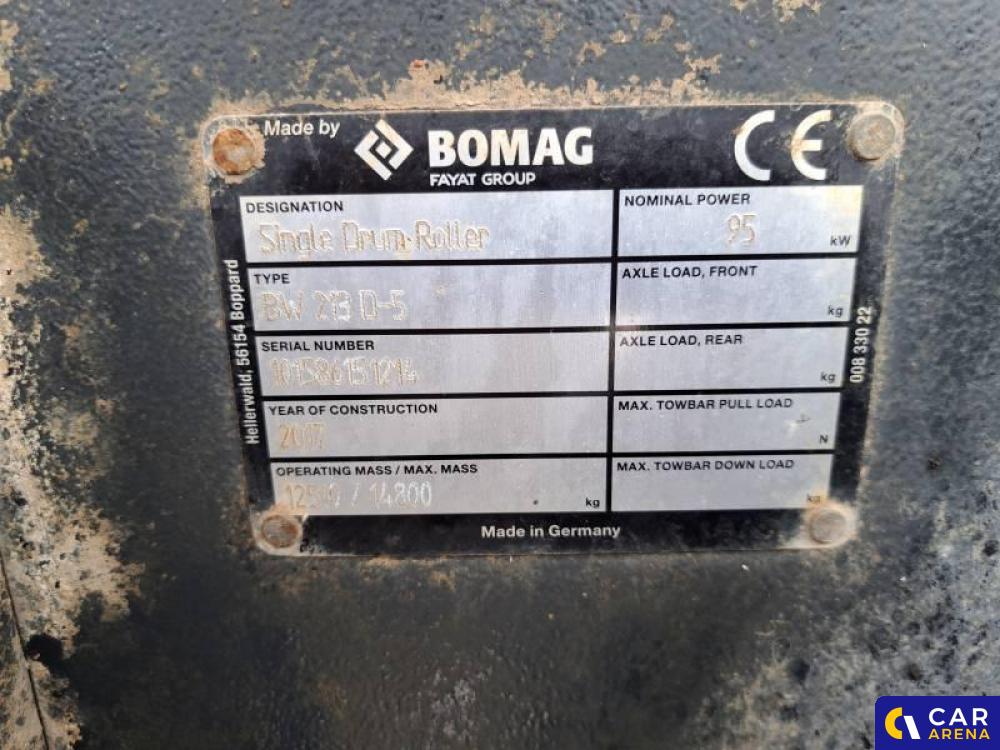 Made by
BOMAG
FAYAT GROUP
CE
DESIGNATION
Single Drum-Roller
NOMINAL POWER
95 kW
TYPE
BW 213 D-5
AXLE LOAD, FRONT
kg
SERIAL NUMBER
101586151214
AXLE LOAD, REAR
kg
YEAR OF CONSTRUCTION
2017
MAX. TOWBAR PULL LOAD
N
OPERATING MASS / MAX. MASS
/ 14800 kg
MAX. TOWBAR DOWN LOAD
kg
Made in Germany
Hellerwald, 56154 Boppard
008 330 22
CAR
ARENA